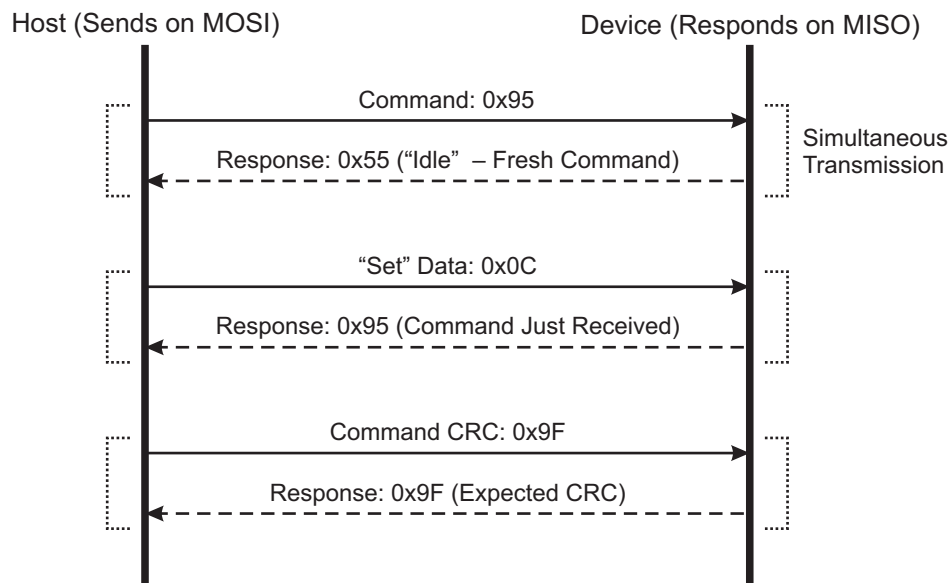 Host (Sends on MOSI)
Device (Responds on MISO)
Command: 0x95
Response: 0x55 (“Idle” – Fresh Command)
Simultaneous
Transmission
“Set” Data: 0x0C
Response: 0x95 (Command Just Received)
Command CRC: 0x9F
Response: 0x9F (Expected CRC)